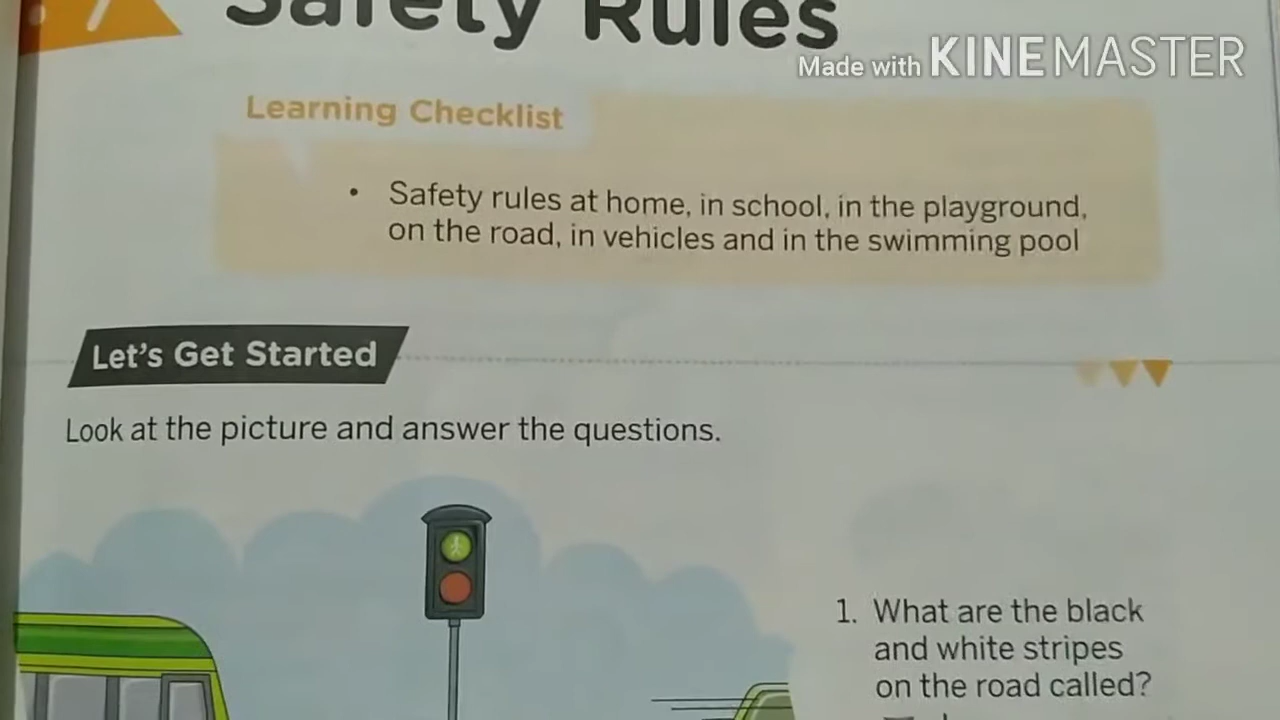 Safety Rules
Made with KINEMASTER
Learning Checklist
• Safety rules at home, in school, in the playground,
on the road, in vehicles and in the swimming pool
Let's Get Started
Look at the picture and answer the questions.
1. What are the black
and white stripes
on the road called?